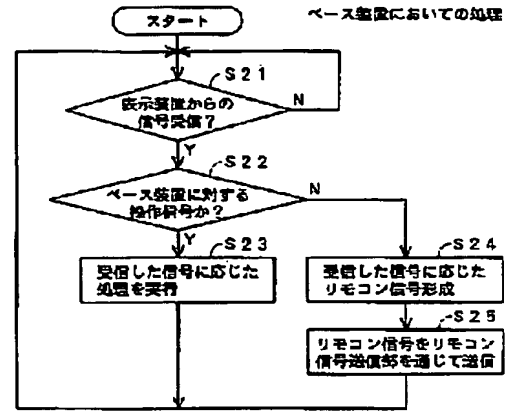 ベース装置においての処理
スタート
S21
表示装置からの
信号受信？
N
Y
S22
ベース装置に対する
操作信号か？
N
Y
S23
受信した信号に応じた
処理を実行
S24
受信した信号に応じた
リモコン信号形成
S25
リモコン信号をリモコン
信号送信部を通じて送信